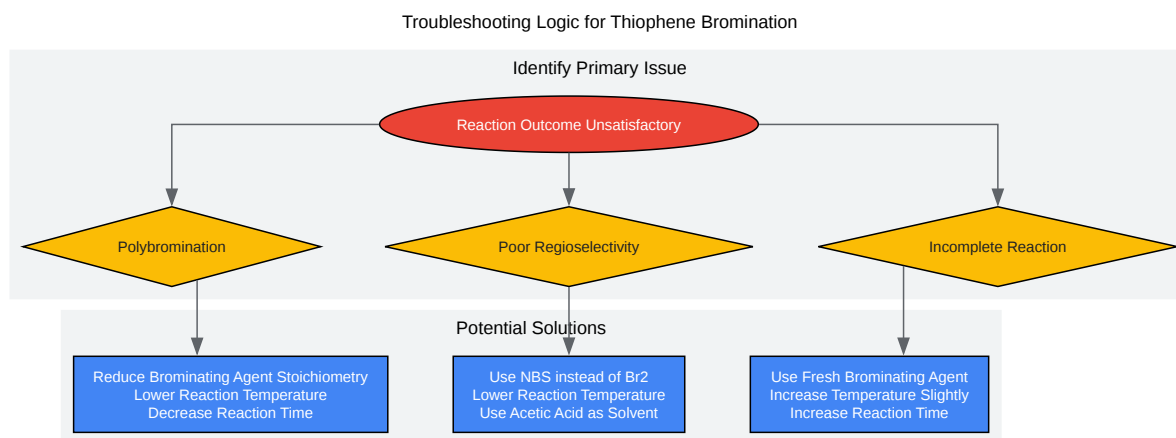 Troubleshooting Logic for Thiophene Bromination
Identify Primary Issue
Reaction Outcome Unsatisfactory
Polybromination
Poor Regioselectivity
Incomplete Reaction
Potential Solutions
Reduce Brominating Agent Stoichiometry
Lower Reaction Temperature
Decrease Reaction Time
Use NBS instead of Br2
Lower Reaction Temperature
Use Acetic Acid as Solvent
Use Fresh Brominating Agent
Increase Temperature Slightly
Increase Reaction Time